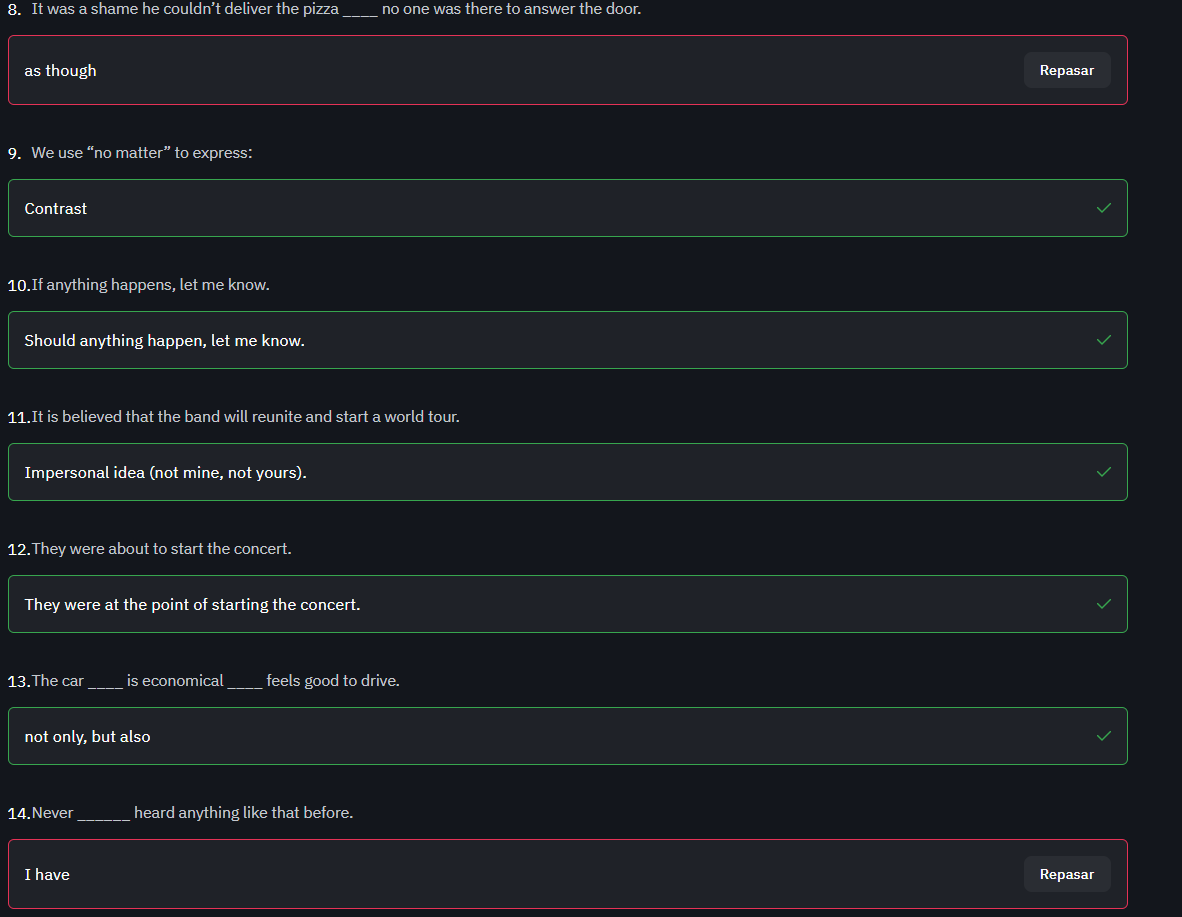 8. It was a shame he couldn’t deliver the pizza ____ no one was there to answer the door.
as though Repasar
9. We use “no matter” to express:
Contrast
10. If anything happens, let me know.
Should anything happen, let me know.
11. It is believed that the band will reunite and start a world tour.
Impersonal idea (not mine, not yours).
12. They were about to start the concert.
They were at the point of starting the concert.
13. The car ____ is economical ____ feels good to drive.
not only, but also
14. Never ______ heard anything like that before.
I have Repasar